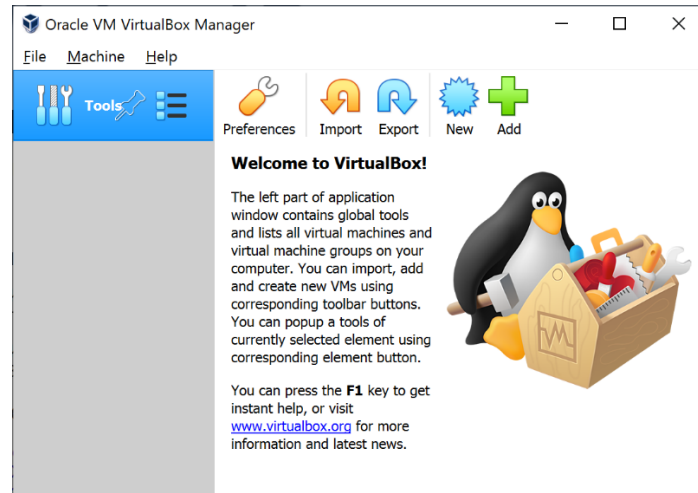 Oracle VM VirtualBox Manager
File Machine Help
Tools
Preferences Import Export New Add
Welcome to VirtualBox!
The left part of application
window contains global tools
and lists all virtual machines and
virtual machine groups on your
computer. You can import, add
and create new VMs using
corresponding toolbar buttons.
You can popup a tools of
currently selected element using
corresponding element button.
You can press the F1 key to get
instant help, or visit
www.virtualbox.org for more
information and latest news.